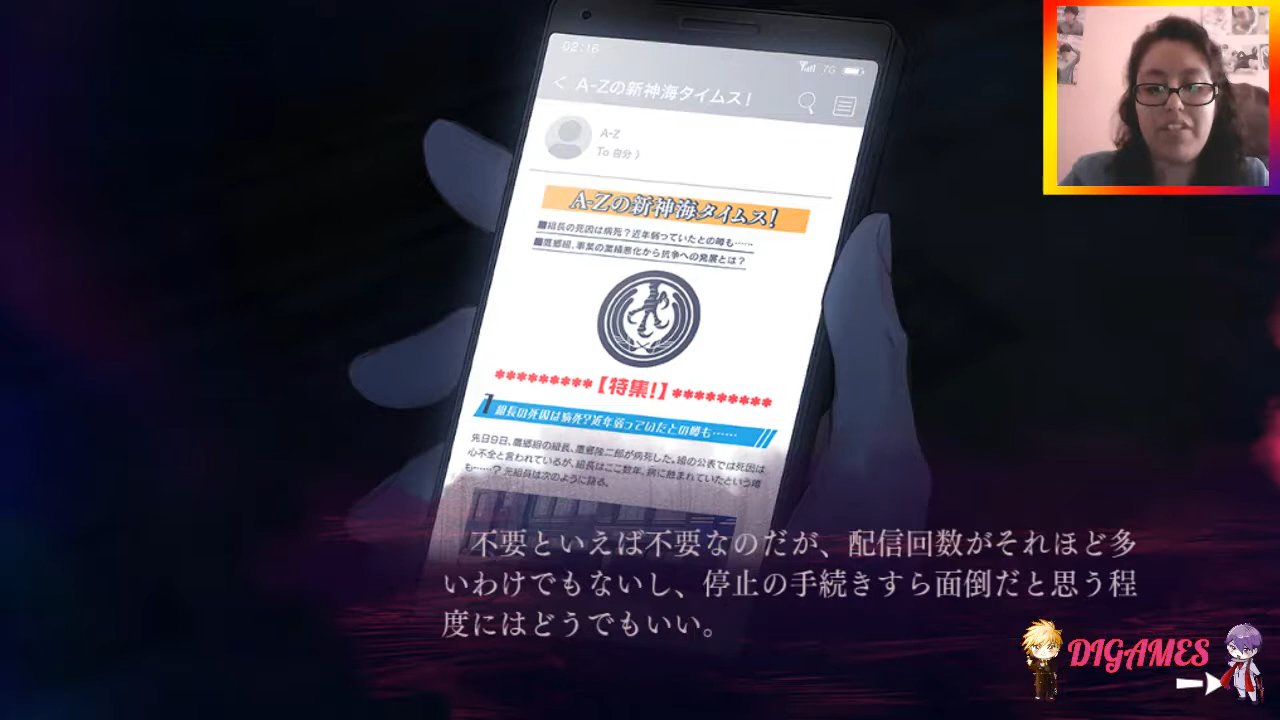 02:16
7G
A-Zの新神海タイムス!
A-Z
To 自分 〉
A-Zの新神海タイムス!
■組長の死因は病死?近年弱っていたとの噂も……
■鷹郷組、事業の業績悪化から抗争への発展とは?
*********【特集!】*********
1 組長の死因は病死?近年弱っていたとの噂も……
先日9日、鷹郷組の組長、鷹郷隆二郎が病死した。組の公表では死因は
心不全と言われているが、組長はここ数年、病に蝕まれていたという噂
も……?元組員は次のように語る。
不要といえば不要なのだが、配信回数がそれほど多
いわけでもないし、停止の手続きすら面倒だと思う程
度にはどうでもいい。
DIGAMES